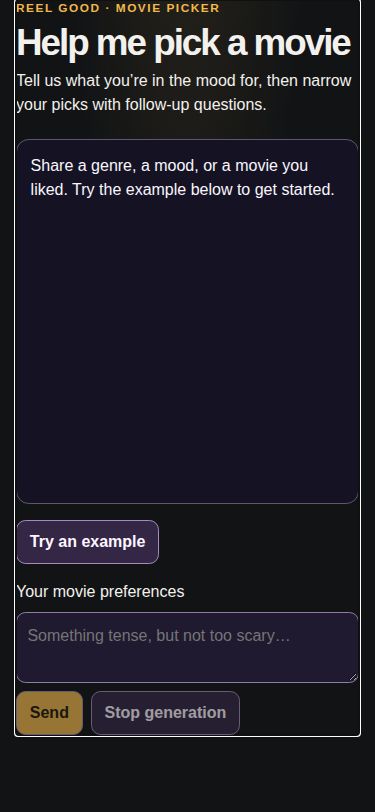 REEL GOOD · MOVIE PICKER
Help me pick a movie
Tell us what you’re in the mood for, then narrow
your picks with follow-up questions.
Share a genre, a mood, or a movie you
liked. Try the example below to get started.
Try an example
Your movie preferences
Something tense, but not too scary…
Send
Stop generation